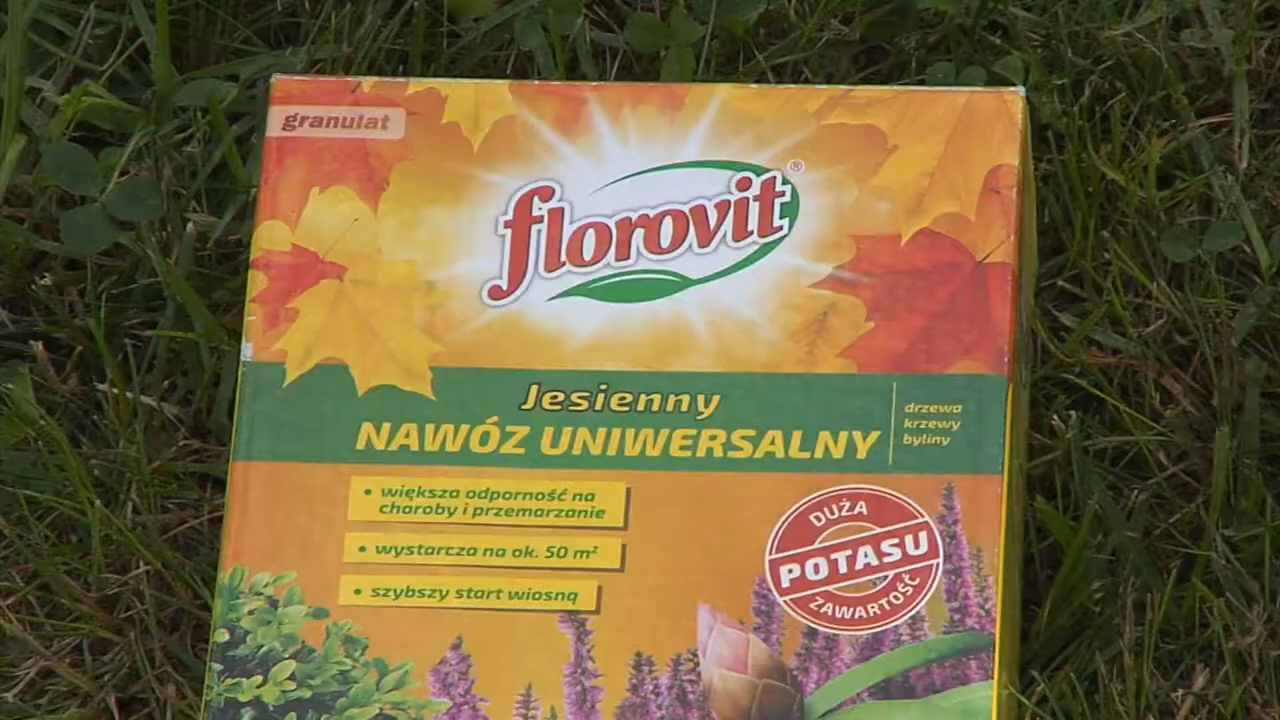 granulat
florovit®
Jesienny
NAWÓZ UNIWERSALNY
drzewa
krzewy
byliny
• większa odporność na
choroby i przemarzanie
• wystarcza na ok. 50 m²
• szybszy start wiosną
DUŻA
POTASU
ZAWARTOŚĆ